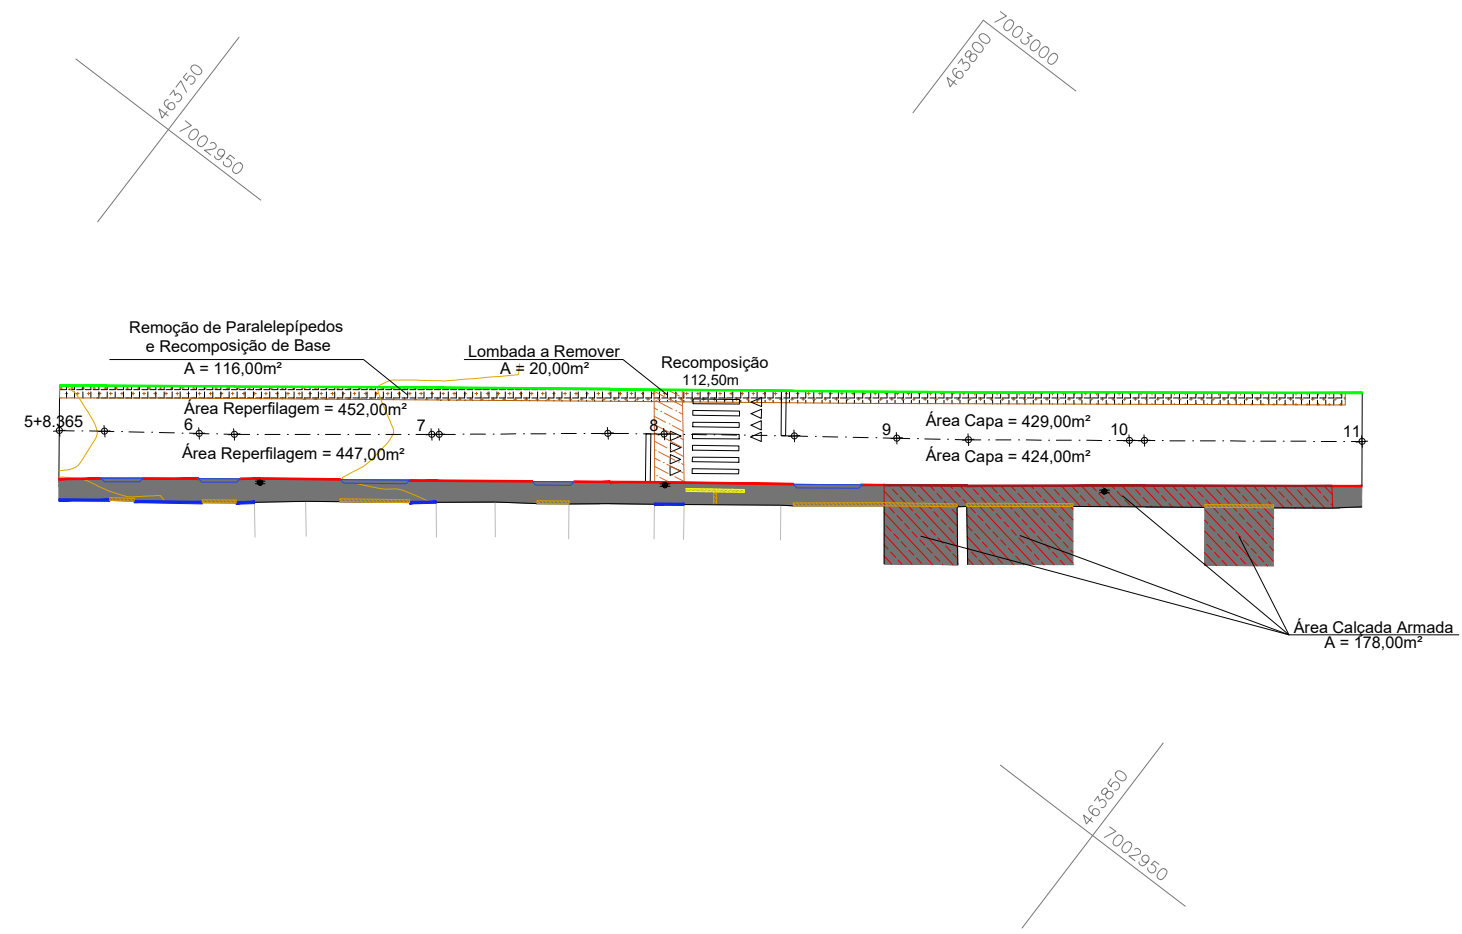 463750
7002950
463800
7003000
Remoção de Paralelepípedos
e Recomposição de Base
A = 116,00m²
Lombada a Remover
A = 20,00m²
Recomposição
112,50m
5+8.365
6
7
8
9
10
11
Área Reperfilagem = 452,00m²
Área Reperfilagem = 447,00m²
Área Capa = 429,00m²
Área Capa = 424,00m²
Área Calçada Armada
A = 178,00m²
463850
7002950